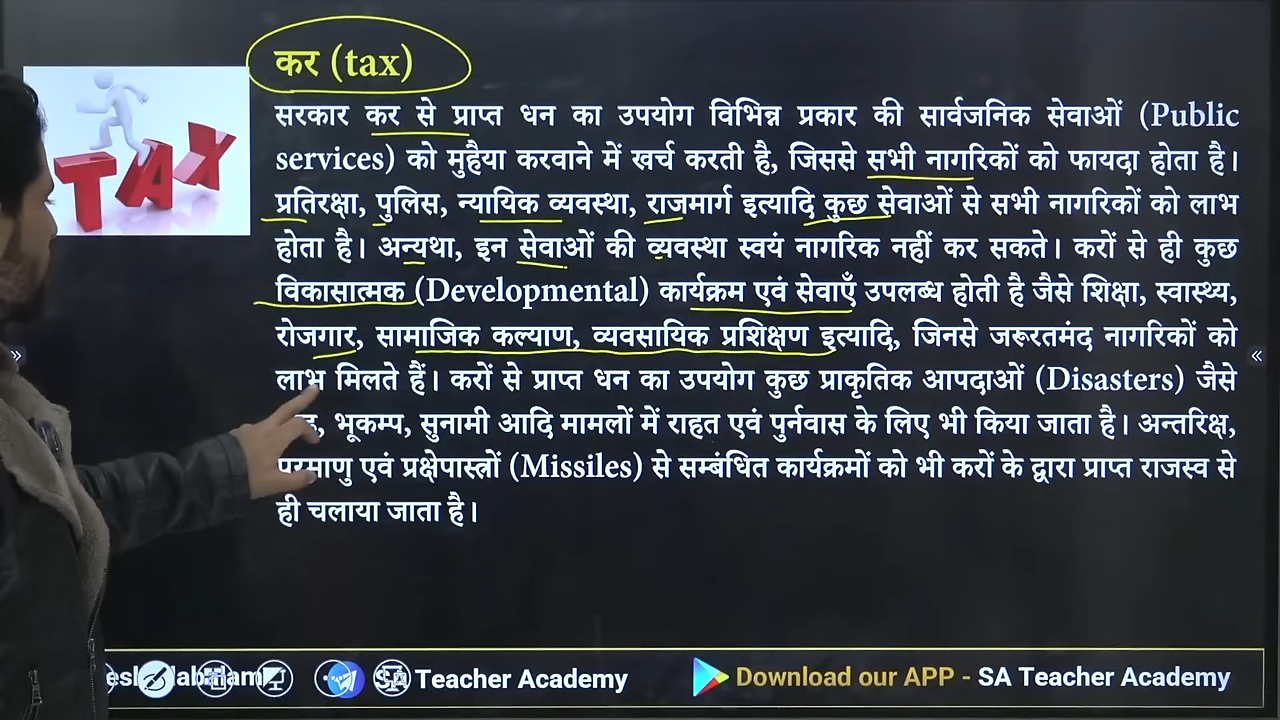 कर (tax)
TAX
सरकार कर से प्राप्त धन का उपयोग विभिन्न प्रकार की सार्वजनिक सेवाओं (Public
services) को मुहैया करवाने में खर्च करती है, जिससे सभी नागरिकों को फायदा होता है।
प्रतिरक्षा, पुलिस, न्यायिक व्यवस्था, राजमार्ग इत्यादि कुछ सेवाओं से सभी नागरिकों को लाभ
होता है। अन्यथा, इन सेवाओं की व्यवस्था स्वयं नागरिक नहीं कर सकते। करों से ही कुछ
विकासात्मक (Developmental) कार्यक्रम एवं सेवाएँ उपलब्ध होती है जैसे शिक्षा, स्वास्थ्य,
रोजगार, सामाजिक कल्याण, व्यवसायिक प्रशिक्षण इत्यादि, जिनसे जरूरतमंद नागरिकों को
लाभ मिलते हैं। करों से प्राप्त धन का उपयोग कुछ प्राकृतिक आपदाओं (Disasters) जैसे
भूकम्प, सुनामी आदि मामलों में राहत एवं पुर्नवास के लिए भी किया जाता है। अन्तरिक्ष,
परमाणु एवं प्रक्षेपास्त्रों (Missiles) से सम्बंधित कार्यक्रमों को भी करों के द्वारा प्राप्त राजस्व से
ही चलाया जाता है।
SA Teacher Academy
Download our APP - SA Teacher Academy